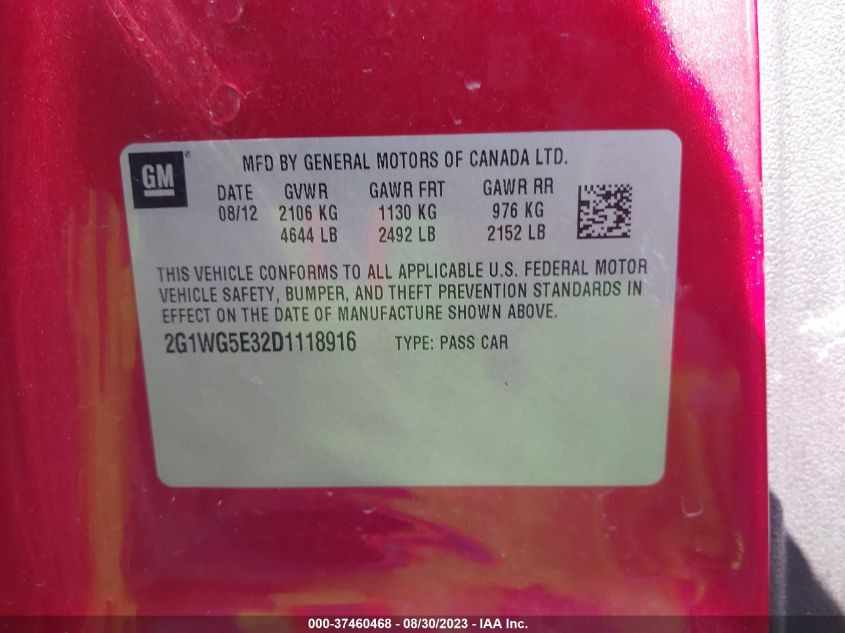 GM ®
MFD BY GENERAL MOTORS OF CANADA LTD.
DATE GVWR GAWR FRT GAWR RR
08/12 2106 KG 1130 KG 976 KG
4644 LB 2492 LB 2152 LB
THIS VEHICLE CONFORMS TO ALL APPLICABLE U.S. FEDERAL MOTOR
VEHICLE SAFETY, BUMPER, AND THEFT PREVENTION STANDARDS IN
EFFECT ON THE DATE OF MANUFACTURE SHOWN ABOVE.
2G1WG5E32D1118916 TYPE: PASS CAR
000-37460468 - 08/30/2023 - IAA Inc.